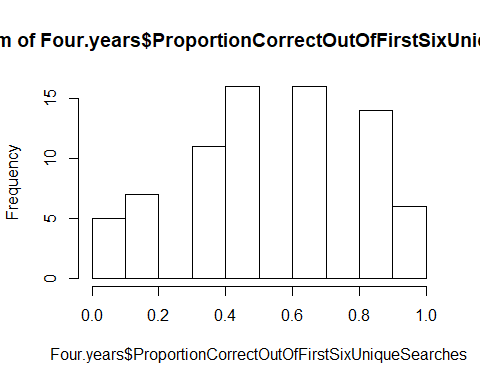 m of Four.years$ProportionCorrectOutOfFirstSixUniq
Frequency
15
10
5
0
0.0 0.2 0.4 0.6 0.8 1.0
Four.years$ProportionCorrectOutOfFirstSixUniqueSearches